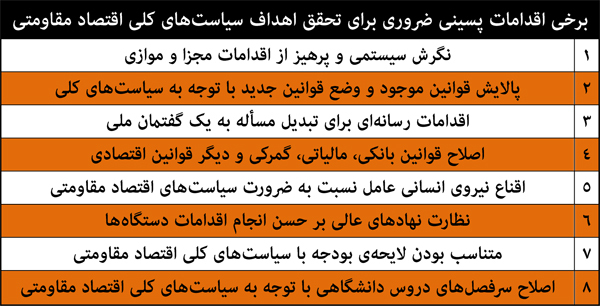 برخی اقدامات پسینی ضروری برای تحقق اهداف سیاست‌های کلی اقتصاد مقاومتی
۱ نگرش سیستمی و پرهیز از اقدامات مجزا و موازی
۲ پالایش قوانین موجود و وضع قوانین جدید با توجه به سیاست‌های کلی
۳ اقدامات رسانه‌ای برای تبدیل مسأله به یک گفتمان ملی
۴ اصلاح قوانین بانکی، مالیاتی، گمرکی و دیگر قوانین اقتصادی
۵ اقناع نیروی انسانی عامل نسبت به ضرورت سیاست‌های اقتصاد مقاومتی
۶ نظارت نهادهای عالی بر حسن انجام اقدامات دستگاه‌ها
۷ متناسب بودن لایحه‌ی بودجه با سیاست‌های کلی اقتصاد مقاومتی
۸ اصلاح سرفصل‌های دروس دانشگاهی با توجه به سیاست‌های کلی اقتصاد مقاومتی